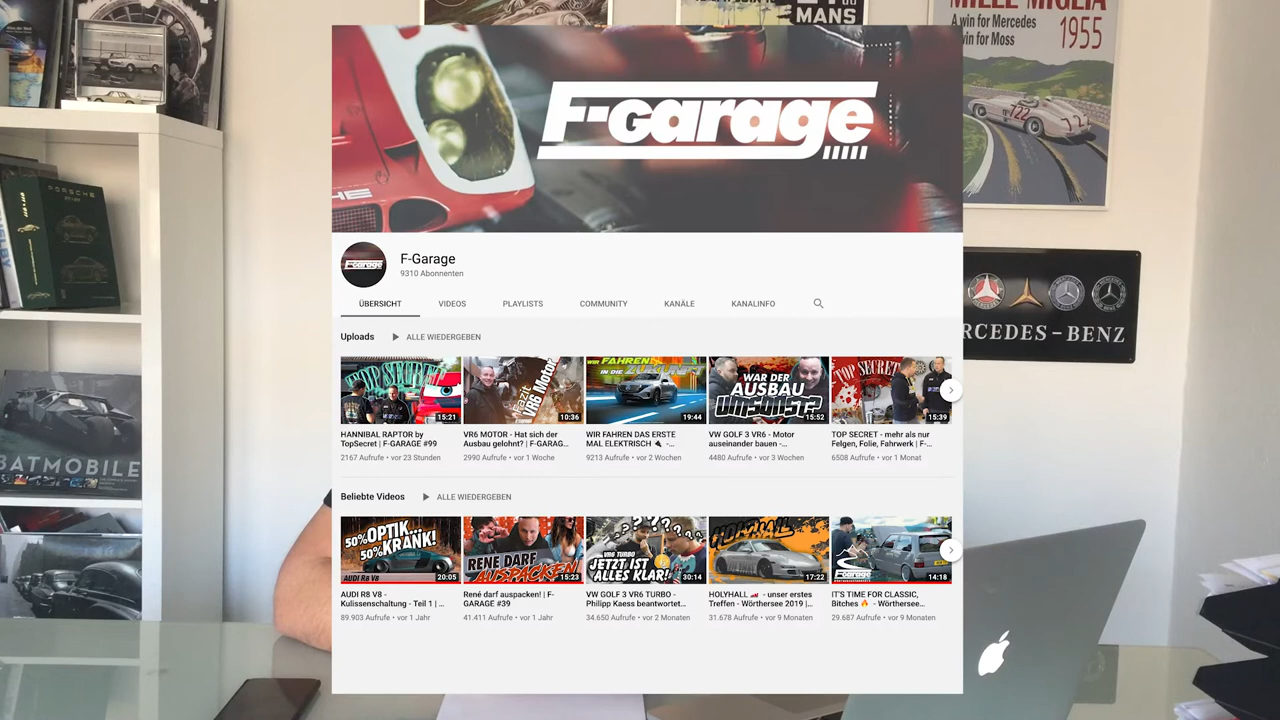 MANS
MILLE MIGLIA
A win for Mercedes
win for Moss
1955
722
PORSCHE
SHELBY
BATMOBILE
RCEDES-BENZ
F-GARAGE
F-Garage
9310 Abonnenten
ÜBERSICHT
VIDEOS
PLAYLISTS
COMMUNITY
KANÄLE
KANALINFO
Uploads
ALLE WIEDERGEBEN
TOP SECRET
15:21
Fazit
VR6 Motor
10:36
WIR FAHREN
IN DIE ZUKUNFT
19:44
WAR DER
AUSBAU
UMSONST?
15:52
TOP SECRET
15:39
HANNIBAL RAPTOR by
TopSecret | F-GARAGE #99
2167 Aufrufe • vor 23 Stunden
VR6 MOTOR - Hat sich der
Ausbau gelohnt? | F-GARAG...
2990 Aufrufe • vor 1 Woche
WIR FAHREN DAS ERSTE
MAL ELEKTRISCH 🔌 -...
9213 Aufrufe • vor 2 Wochen
VW GOLF 3 VR6 - Motor
auseinander bauen -...
4480 Aufrufe • vor 3 Wochen
TOP SECRET - mehr als nur
Felgen, Folie, Fahrwerk | F-...
6508 Aufrufe • vor 1 Monat
Beliebte Videos
ALLE WIEDERGEBEN
50% OPTIK...
50% KRANK!
AUDI R8 V8
20:05
RENE DARF
AUSPACKEN
15:23
VR6 TURBO
JETZT IST
ALLES KLAR!
30:14
HOLYHALL
17:22
F-GARAGE
14:18
AUDI R8 V8 -
Kulissenschaltung - Teil 1 | ...
89.903 Aufrufe • vor 1 Jahr
René darf auspacken! | F-
GARAGE #39
41.411 Aufrufe • vor 1 Jahr
VW GOLF 3 VR6 TURBO -
Philipp Kaess beantwortet...
34.650 Aufrufe • vor 2 Monaten
HOLYHALL 🏎 - unser erstes
Treffen - Wörthersee 2019 |...
31.678 Aufrufe • vor 9 Monaten
IT'S TIME FOR CLASSIC,
Bitches 🔥 - Wörthersee...
29.687 Aufrufe • vor 9 Monaten